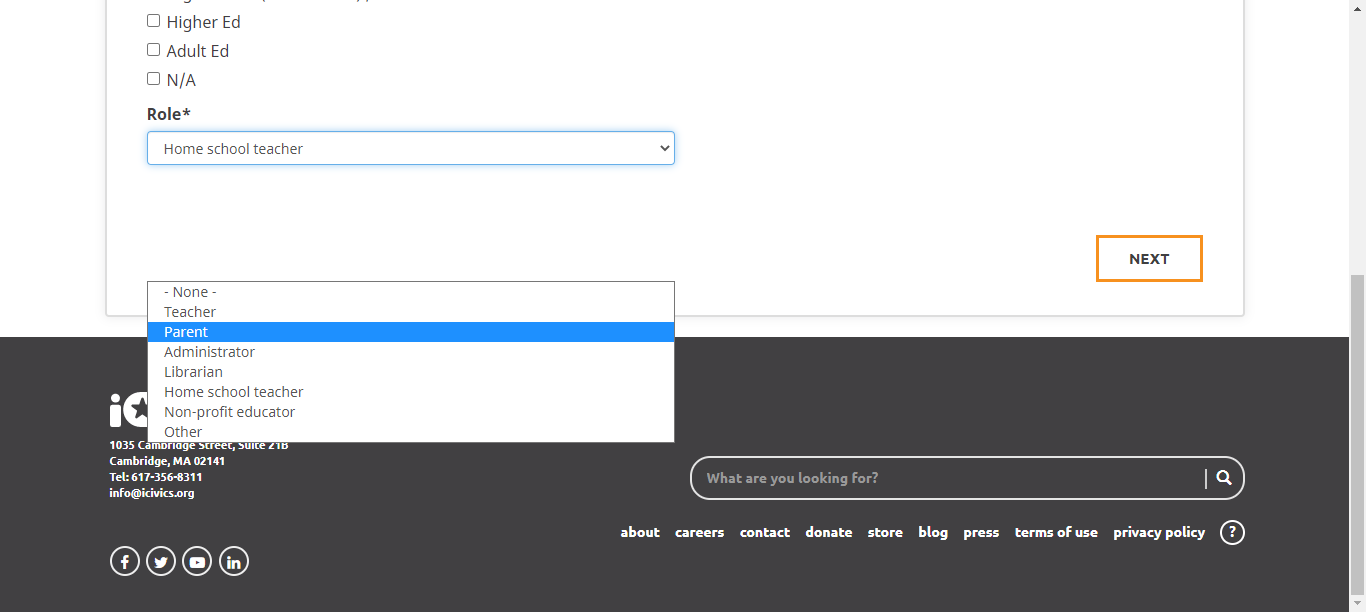 Higher Ed
Adult Ed
N/A
Role*
Home school teacher
NEXT
- None -
Teacher
Parent
Administrator
Librarian
Home school teacher
Non-profit educator
Other
1035 Cambridge Street, Suite 21B
Cambridge, MA 02141
Tel: 617-356-8311
info@icivics.org
What are you looking for?
about careers contact donate store blog press terms of use privacy policy ?